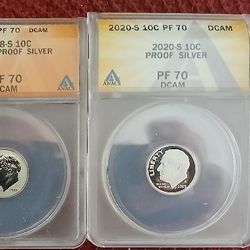 PF 70 DCAM
8-S 10C
PROOF SILVER
PF 70
DCAM
2020-S 10C PF 70 DCAM
ANACS
2020-S 10C
PROOF SILVER
PF 70
DCAM
LIBERTY